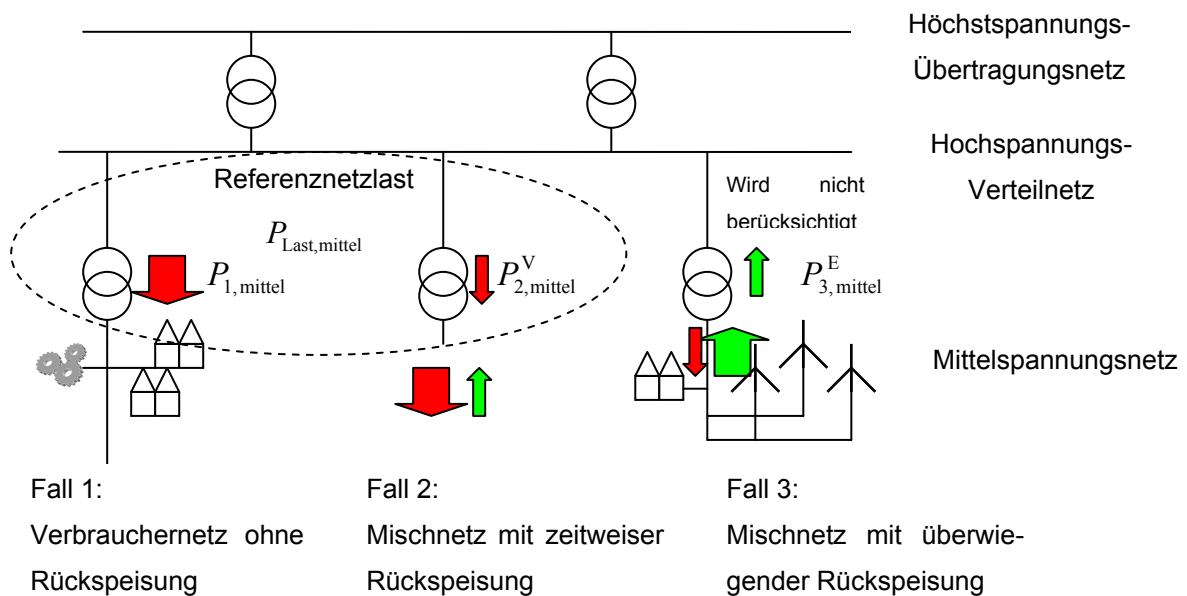 Höchstspannungs-
Übertragungsnetz
Hochspannungs-
Verteilnetz
Referenznetzlast
Wird nicht
berücksichtigt
P_Last,mittel
P_1,mittel
P^V_2,mittel
P^E_3,mittel
Mittelspannungsnetz
Fall 1:
Verbrauchernetz ohne
Rückspeisung
Fall 2:
Mischnetz mit zeitweiser
Rückspeisung
Fall 3:
Mischnetz mit überwie-
gender Rückspeisung